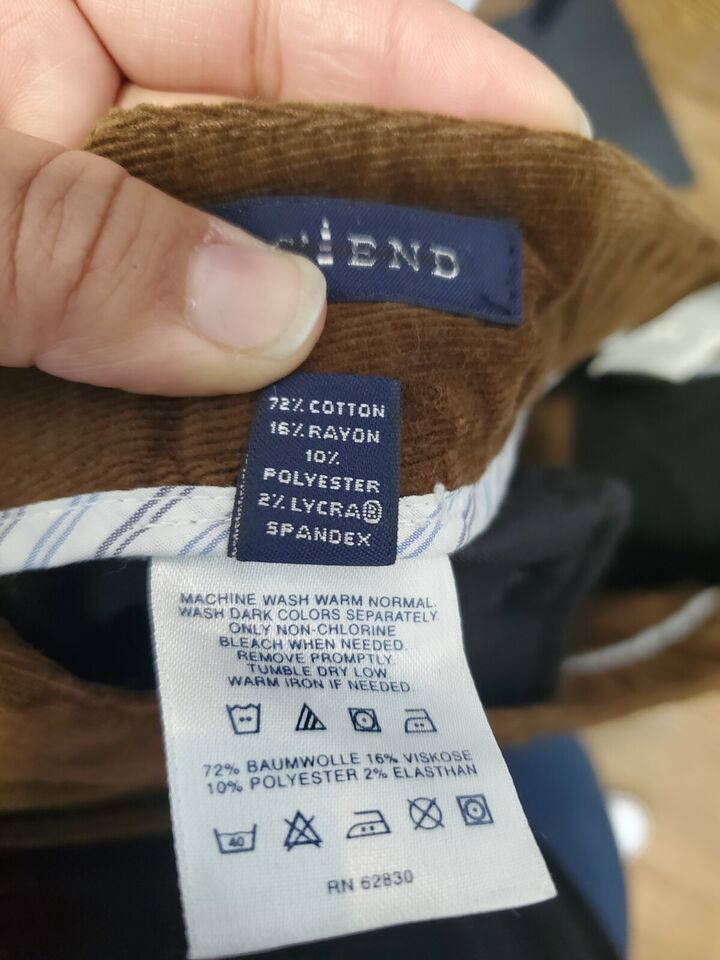 S' END
72% COTTON
16% RAYON
10%
POLYESTER
2% LYCRA®
SPANDEX
MACHINE WASH WARM NORMAL.
WASH DARK COLORS SEPARATELY.
ONLY NON-CHLORINE
BLEACH WHEN NEEDED.
REMOVE PROMPTLY.
TUMBLE DRY LOW.
WARM IRON IF NEEDED.
72% BAUMWOLLE 16% VISKOSE
10% POLYESTER 2% ELASTHAN
40
RN 62830